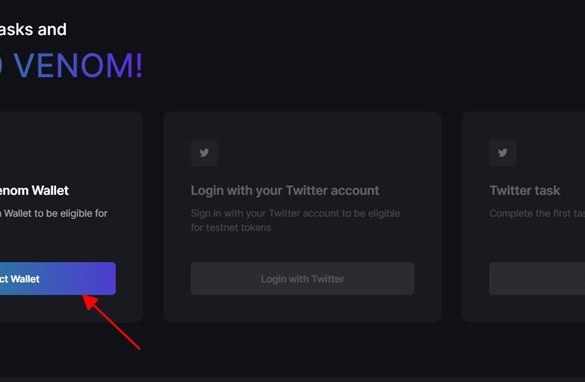 asks and
VENOM!
enom Wallet
Wallet to be eligible for
ct Wallet
Login with your Twitter account
Sign in with your Twitter account to be eligible
for testnet tokens
Login with Twitter
Twitter task
Complete the first tas